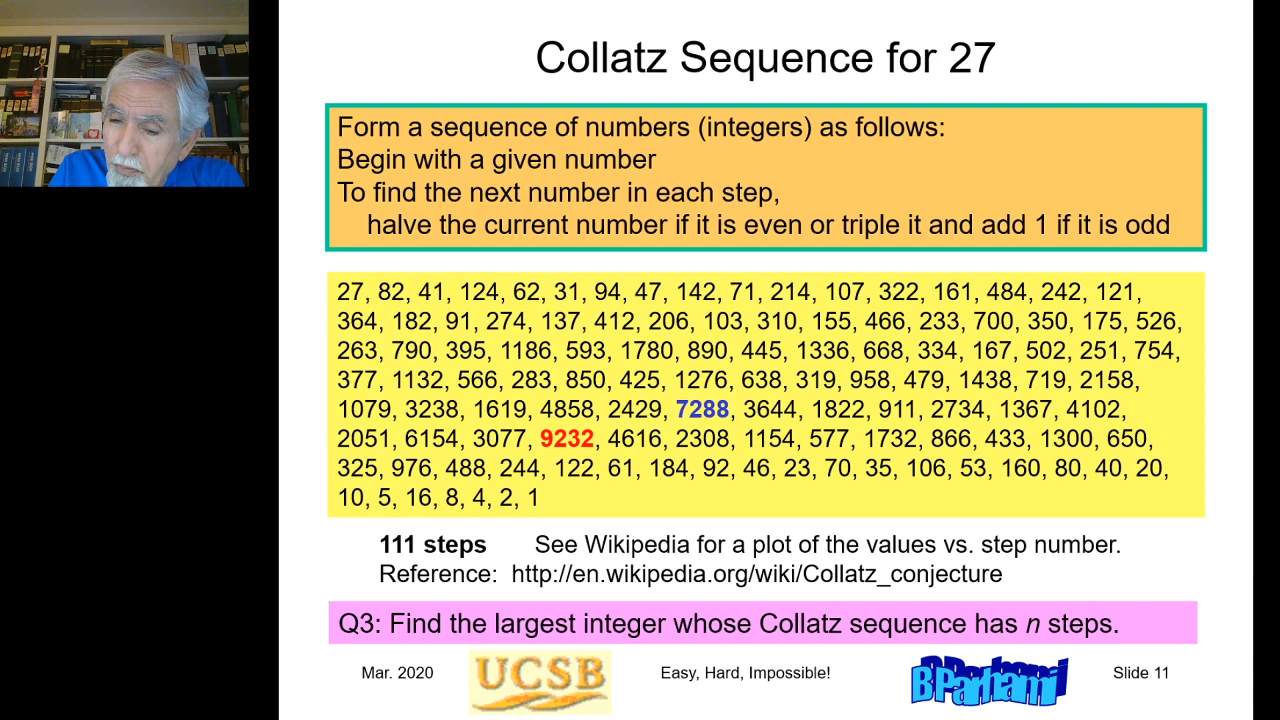 Collatz Sequence for 27
Form a sequence of numbers (integers) as follows:
Begin with a given number
To find the next number in each step,
halve the current number if it is even or triple it and add 1 if it is odd
27, 82, 41, 124, 62, 31, 94, 47, 142, 71, 214, 107, 322, 161, 484, 242, 121,
364, 182, 91, 274, 137, 412, 206, 103, 310, 155, 466, 233, 700, 350, 175, 526,
263, 790, 395, 1186, 593, 1780, 890, 445, 1336, 668, 334, 167, 502, 251, 754,
377, 1132, 566, 283, 850, 425, 1276, 638, 319, 958, 479, 1438, 719, 2158,
1079, 3238, 1619, 4858, 2429, 7288, 3644, 1822, 911, 2734, 1367, 4102,
2051, 6154, 3077, 9232, 4616, 2308, 1154, 577, 1732, 866, 433, 1300, 650,
325, 976, 488, 244, 122, 61, 184, 92, 46, 23, 70, 35, 106, 53, 160, 80, 40, 20,
10, 5, 16, 8, 4, 2, 1
111 steps See Wikipedia for a plot of the values vs. step number.
Reference: http://en.wikipedia.org/wiki/Collatz_conjecture
Q3: Find the largest integer whose Collatz sequence has n steps.
Mar. 2020 UCSB Easy, Hard, Impossible! BParhami Slide 11